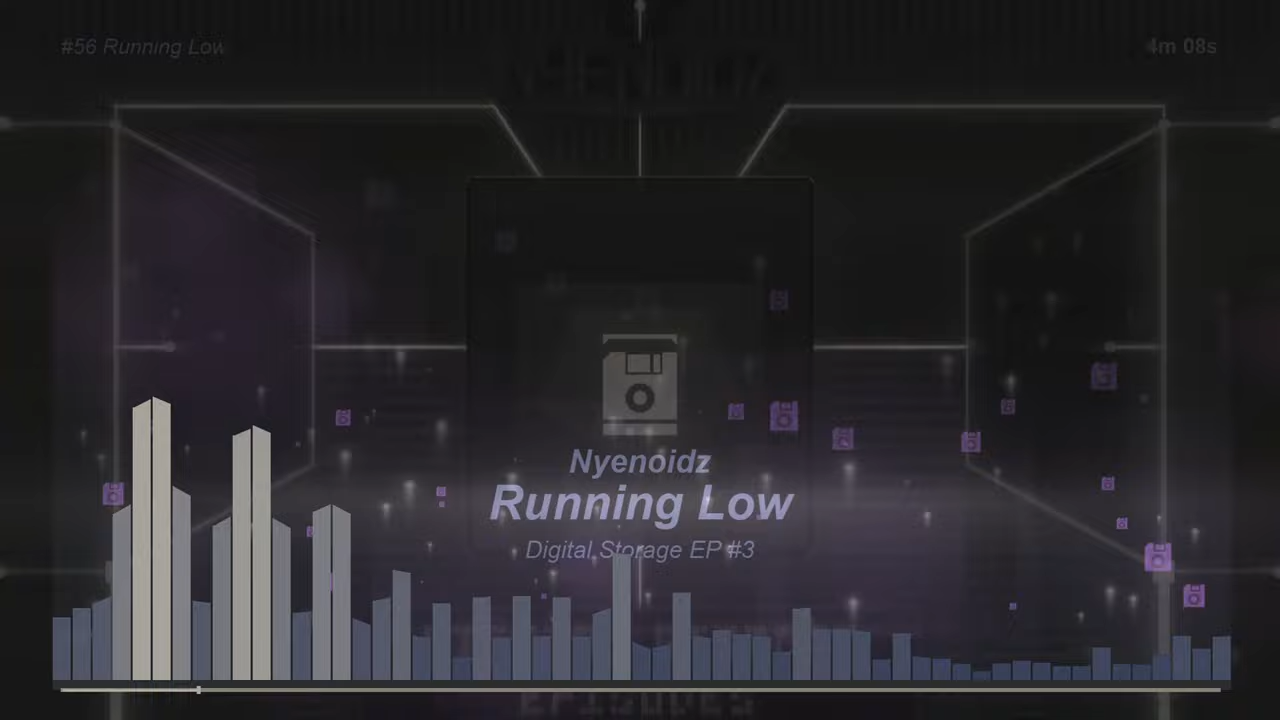 #56 Running Low
4m 08s
Nyenoidz
Running Low
Digital Storage EP #3